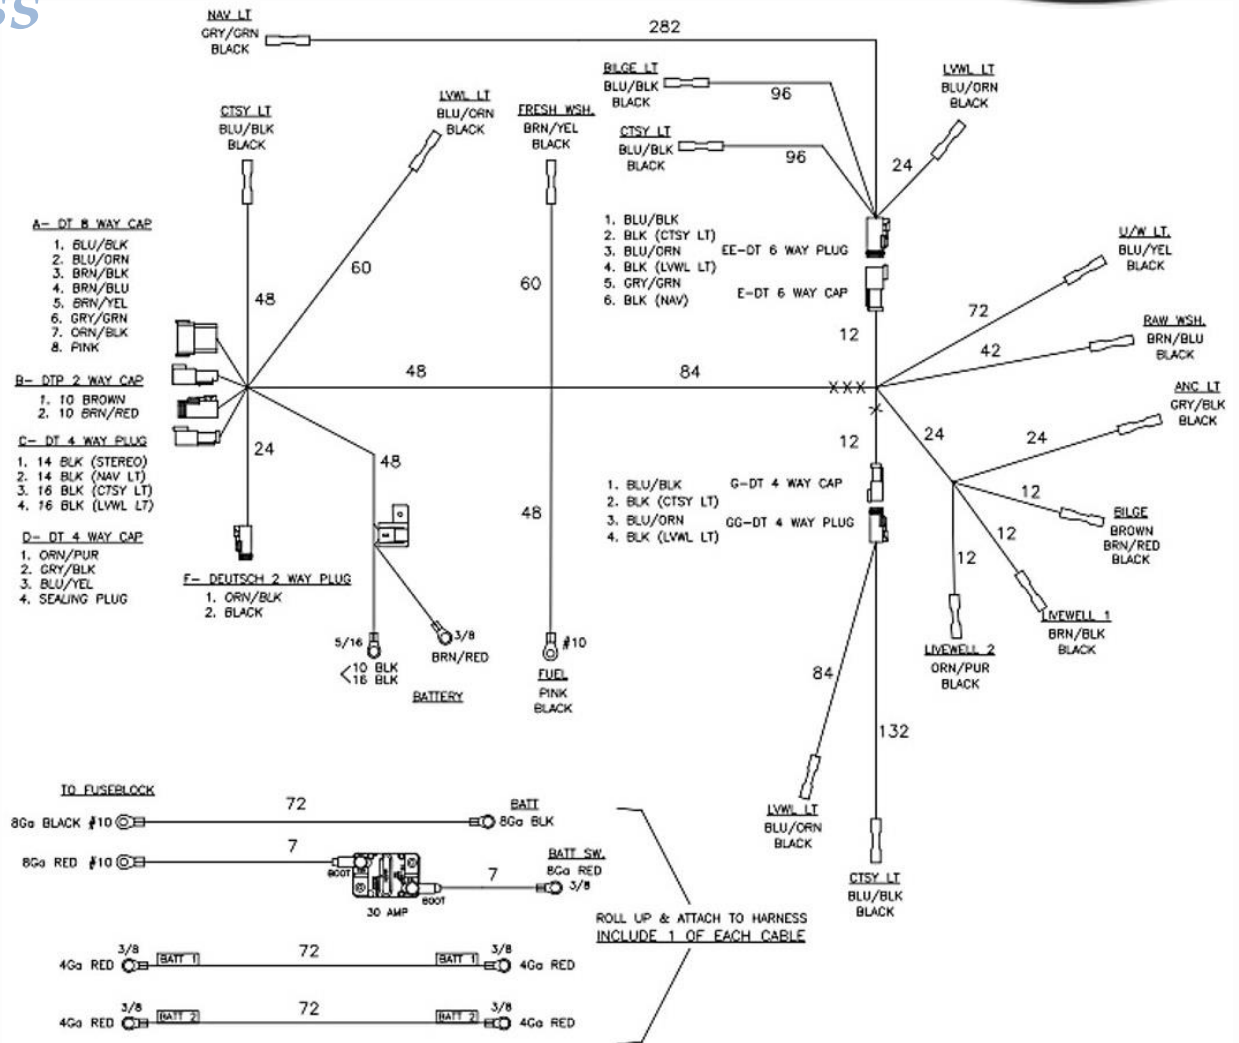 ss
NAV LT
GRY/GRN
BLACK
282
BILGE LT
BLU/BLK
BLACK
96
LVWL LT
BLU/ORN
BLACK
CTSY LT
BLU/BLK
BLACK
LVWL LT
BLU/ORN
BLACK
FRESH WSH.
BRN/YEL
BLACK
CTSY LT
BLU/BLK
BLACK
96
24
A- DT 8 WAY CAP
1. BLU/BLK
2. BLU/ORN
3. BRN/BLK
4. BRN/BLU
5. BRN/YEL
6. GRY/GRN
7. ORN/BLK
8. PINK
48
60
60
1. BLU/BLK
2. BLK (CTSY LT)
3. BLU/ORN
4. BLK (LVWL LT)
5. GRY/GRN
6. BLK (NAV)
EE-DT 6 WAY PLUG
E-DT 6 WAY CAP
12
U/W LT.
BLU/YEL
BLACK
72
RAW WSH.
BRN/BLU
BLACK
42
B- DTP 2 WAY CAP
1. 10 BROWN
2. 10 BRN/RED
48
84
XXX
X
ANC LT
GRY/BLK
BLACK
C- DT 4 WAY PLUG
1. 14 BLK (STEREO)
2. 14 BLK (NAV LT)
3. 16 BLK (CTSY LT)
4. 16 BLK (LVWL LT)
24
48
12
24
24
D- DT 4 WAY CAP
1. ORN/PUR
2. GRY/BLK
3. BLU/YEL
4. SEALING PLUG
F- DEUTSCH 2 WAY PLUG
1. ORN/BLK
2. BLACK
48
1. BLU/BLK
2. BLK (CTSY LT)
3. BLU/ORN
4. BLK (LVWL LT)
G-DT 4 WAY CAP
GG-DT 4 WAY PLUG
12
BILGE
BROWN
BRN/RED
BLACK
12
12
5/16
<10 BLK
16 BLK
3/8
BRN/RED
BATTERY
#10
FUEL
PINK
BLACK
LIVEWELL 1
BRN/BLK
BLACK
LIVEWELL 2
ORN/PUR
BLACK
84
132
LVWL LT
BLU/ORN
BLACK
CTSY LT
BLU/BLK
BLACK
TO FUSEBLOCK
8Ga BLACK #10
72
BATT
8Ga BLK
8Ga RED #10
7
BOOT
30 AMP
BOOT
7
BATT SW.
8Ga RED
3/8
ROLL UP & ATTACH TO HARNESS
INCLUDE 1 OF EACH CABLE
3/8
4Ga RED
BATT 1
72
BATT 1
3/8
4Ga RED
3/8
4Ga RED
BATT 2
72
BATT 2
3/8
4Ga RED